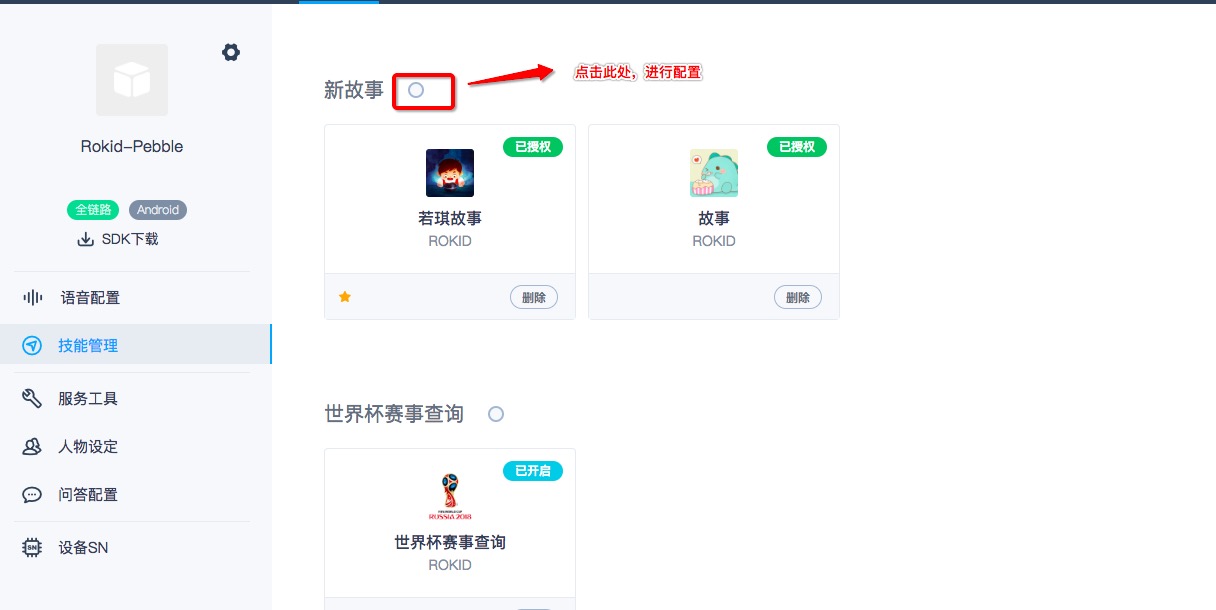 Rokid-Pebble
全链路
Android
SDK下载
语音配置
技能管理
服务工具
人物设定
问答配置
SN
设备SN
新故事
点击此处，进行配置
已授权
若琪故事
ROKID
删除
已授权
故事
ROKID
删除
世界杯赛事查询
已开启
FIFA WORLD CUP
RUSSIA 2018
世界杯赛事查询
ROKID